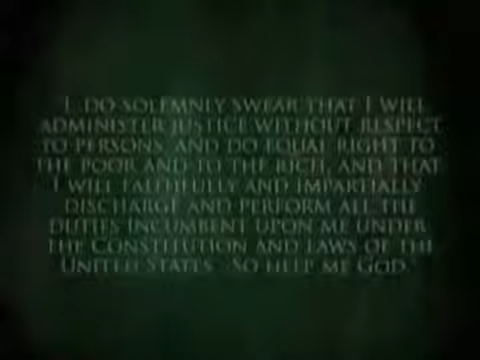 "I, DO SOLEMNLY SWEAR THAT I WILL
ADMINISTER JUSTICE WITHOUT RESPECT
TO PERSONS, AND DO EQUAL RIGHT TO
THE POOR AND TO THE RICH, AND THAT
I WILL FAITHFULLY AND IMPARTIALLY
DISCHARGE AND PERFORM ALL THE
DUTIES INCUMBENT UPON ME UNDER
THE CONSTITUTION AND LAWS OF THE
UNITED STATES. SO HELP ME GOD."